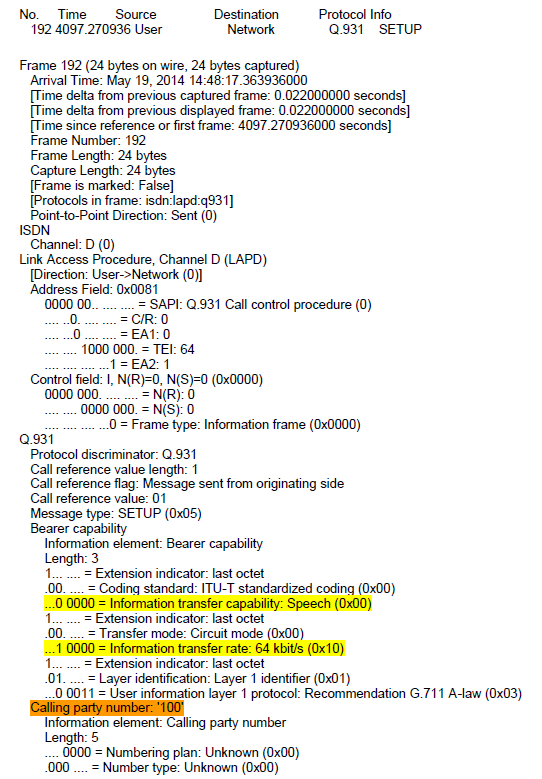 No. Time Source Destination Protocol Info
192 4097.270936 User Network Q.931 SETUP
Frame 192 (24 bytes on wire, 24 bytes captured)
Arrival Time: May 19, 2014 14:48:17.363936000
[Time delta from previous captured frame: 0.022000000 seconds]
[Time delta from previous displayed frame: 0.022000000 seconds]
[Time since reference or first frame: 4097.270936000 seconds]
Frame Number: 192
Frame Length: 24 bytes
Capture Length: 24 bytes
[Frame is marked: False]
[Protocols in frame: isdn:lapd:q931]
Point-to-Point Direction: Sent (0)
ISDN
Channel: D (0)
Link Access Procedure, Channel D (LAPD)
[Direction: User->Network (0)]
Address Field: 0x0081
0000 00.. .... .... = SAPI: Q.931 Call control procedure (0)
.... ..0. .... .... = C/R: 0
.... ...0 .... .... = EA1: 0
.... .... 1000 000. = TEI: 64
.... .... .... ...1 = EA2: 1
Control field: I, N(R)=0, N(S)=0 (0x0000)
0000 000. .... .... = N(R): 0
.... .... 0000 000. = N(S): 0
.... .... .... ...0 = Frame type: Information frame (0x0000)
Q.931
Protocol discriminator: Q.931
Call reference value length: 1
Call reference flag: Message sent from originating side
Call reference value: 01
Message type: SETUP (0x05)
Bearer capability
Information element: Bearer capability
Length: 3
1... .... = Extension indicator: last octet
.00. .... = Coding standard: ITU-T standardized coding (0x00)
...0 0000 = Information transfer capability: Speech (0x00)
1... .... = Extension indicator: last octet
.00. .... = Transfer mode: Circuit mode (0x00)
...1 0000 = Information transfer rate: 64 kbit/s (0x10)
1... .... = Extension indicator: last octet
.01. .... = Layer identification: Layer 1 identifier (0x01)
...0 0011 = User information layer 1 protocol: Recommendation G.711 A-law (0x03)
Calling party number: '100'
Information element: Calling party number
Length: 5
.... 0000 = Numbering plan: Unknown (0x00)
.000 .... = Number type: Unknown (0x00)